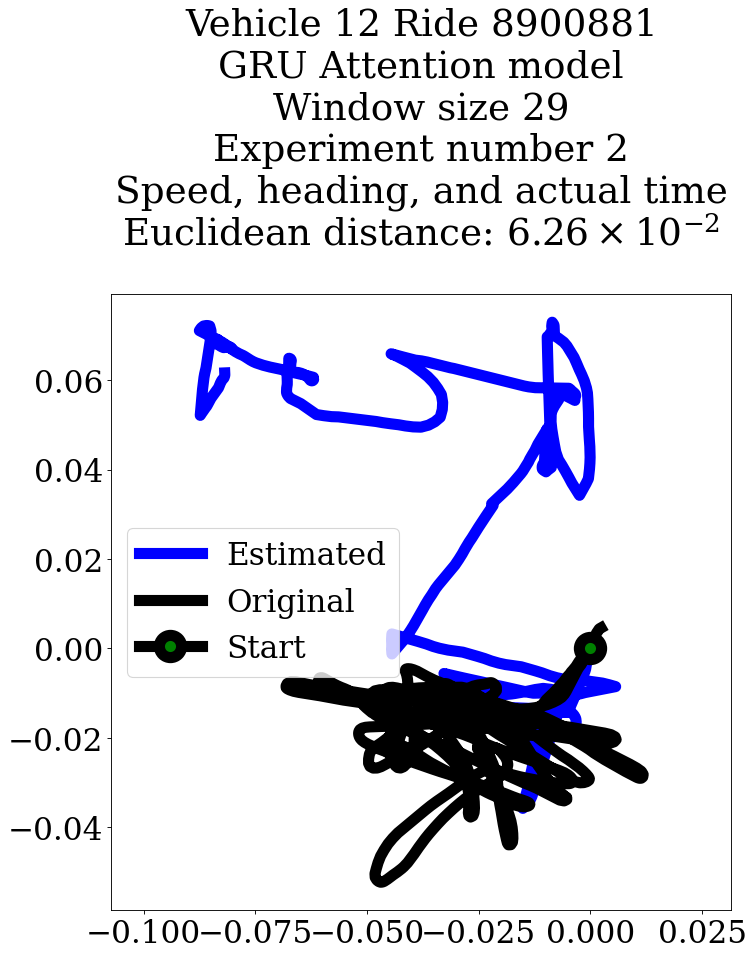 Vehicle 12 Ride 8900881
GRU Attention model
Window size 29
Experiment number 2
Speed, heading, and actual time
Euclidean distance: 6.26 × 10⁻²
0.06
0.04
0.02
0.00
−0.02
−0.04
Estimated
Original
Start
−0.100 −0.075 −0.050 −0.025 0.000 0.025